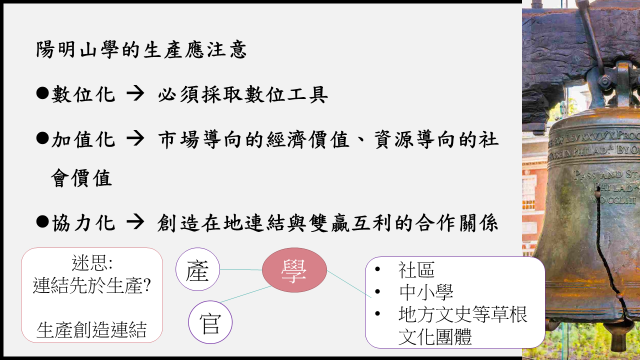 陽明山學的生產應注意
●數位化 → 必須採取數位工具
●加值化 → 市場導向的經濟價值、資源導向的社
會價值
●協力化 → 創造在地連結與雙贏互利的合作關係
迷思:
連結先於生產?
生產創造連結
產
學
官
• 社區
• 中小學
• 地方文史等草根
文化團體